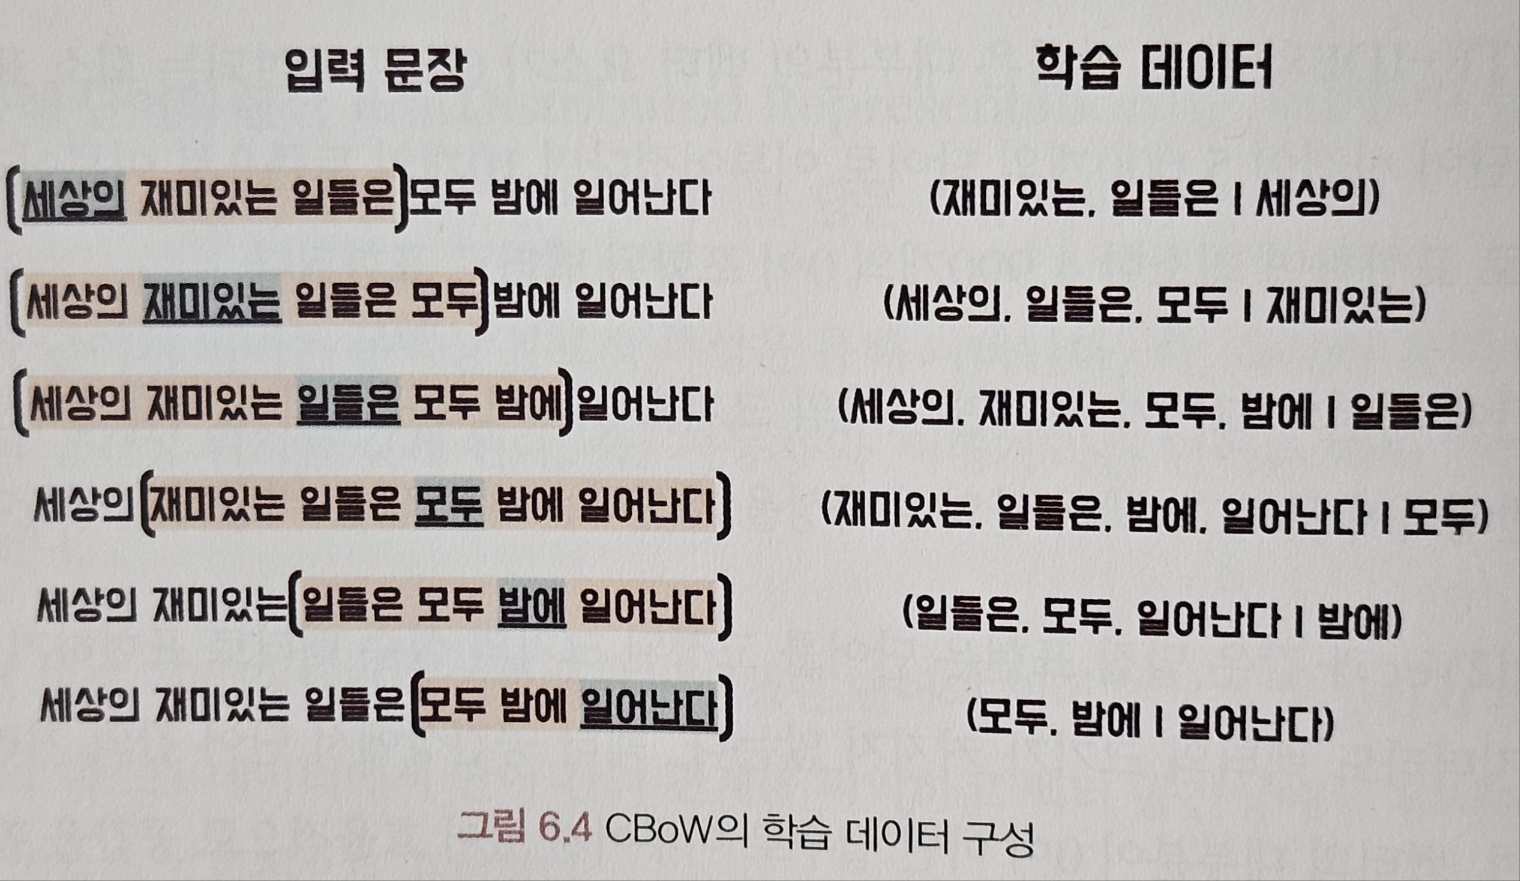 입력 문장 학습 데이터
[세상의 재미있는 일들은]모두 밤에 일어난다 (재미있는, 일들은 | 세상의)
[세상의 재미있는 일들은 모두]밤에 일어난다 (세상의, 일들은, 모두 | 재미있는)
[세상의 재미있는 일들은 모두 밤에]일어난다 (세상의, 재미있는, 모두, 밤에 | 일들은)
세상의[재미있는 일들은 모두 밤에 일어난다] (재미있는, 일들은, 밤에, 일어난다 | 모두)
세상의 재미있는[일들은 모두 밤에 일어난다] (일들은, 모두, 일어난다 | 밤에)
세상의 재미있는 일들은[모두 밤에 일어난다] (모두, 밤에 | 일어난다)
그림 6.4 CBoW의 학습 데이터 구성